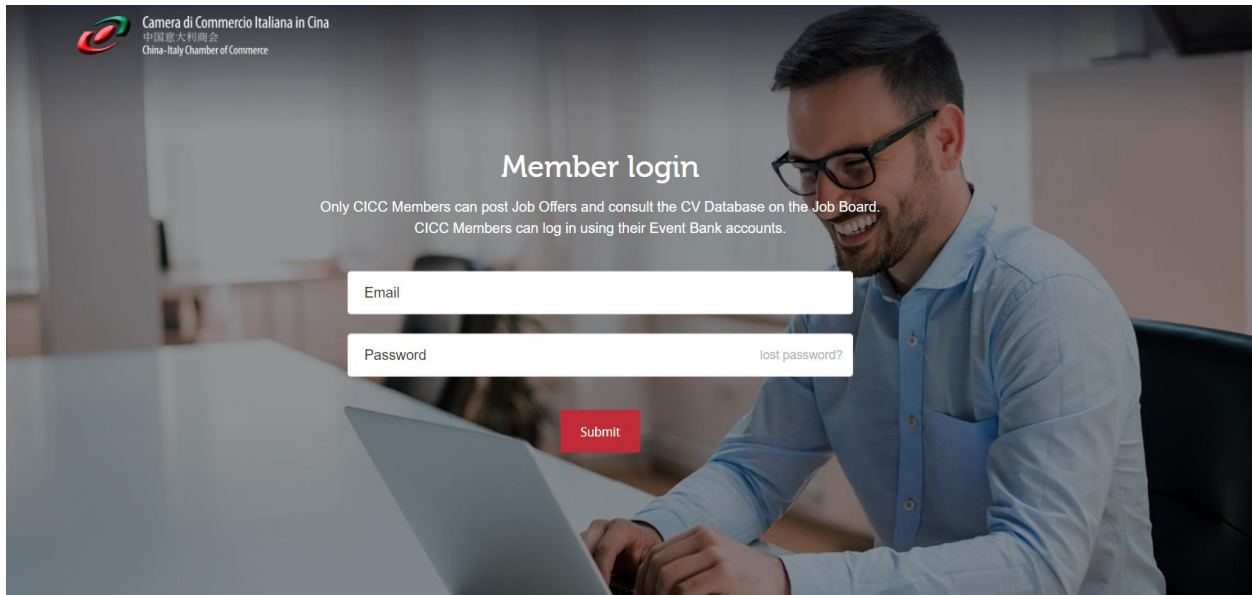 Camera di Commercio Italiana in Cina
中国意大利商会
China-Italy Chamber of Commerce
Member login
Only CICC Members can post Job Offers and consult the CV Database on the Job Board.
CICC Members can log in using their Event Bank accounts.
Email
Password lost password?
Submit